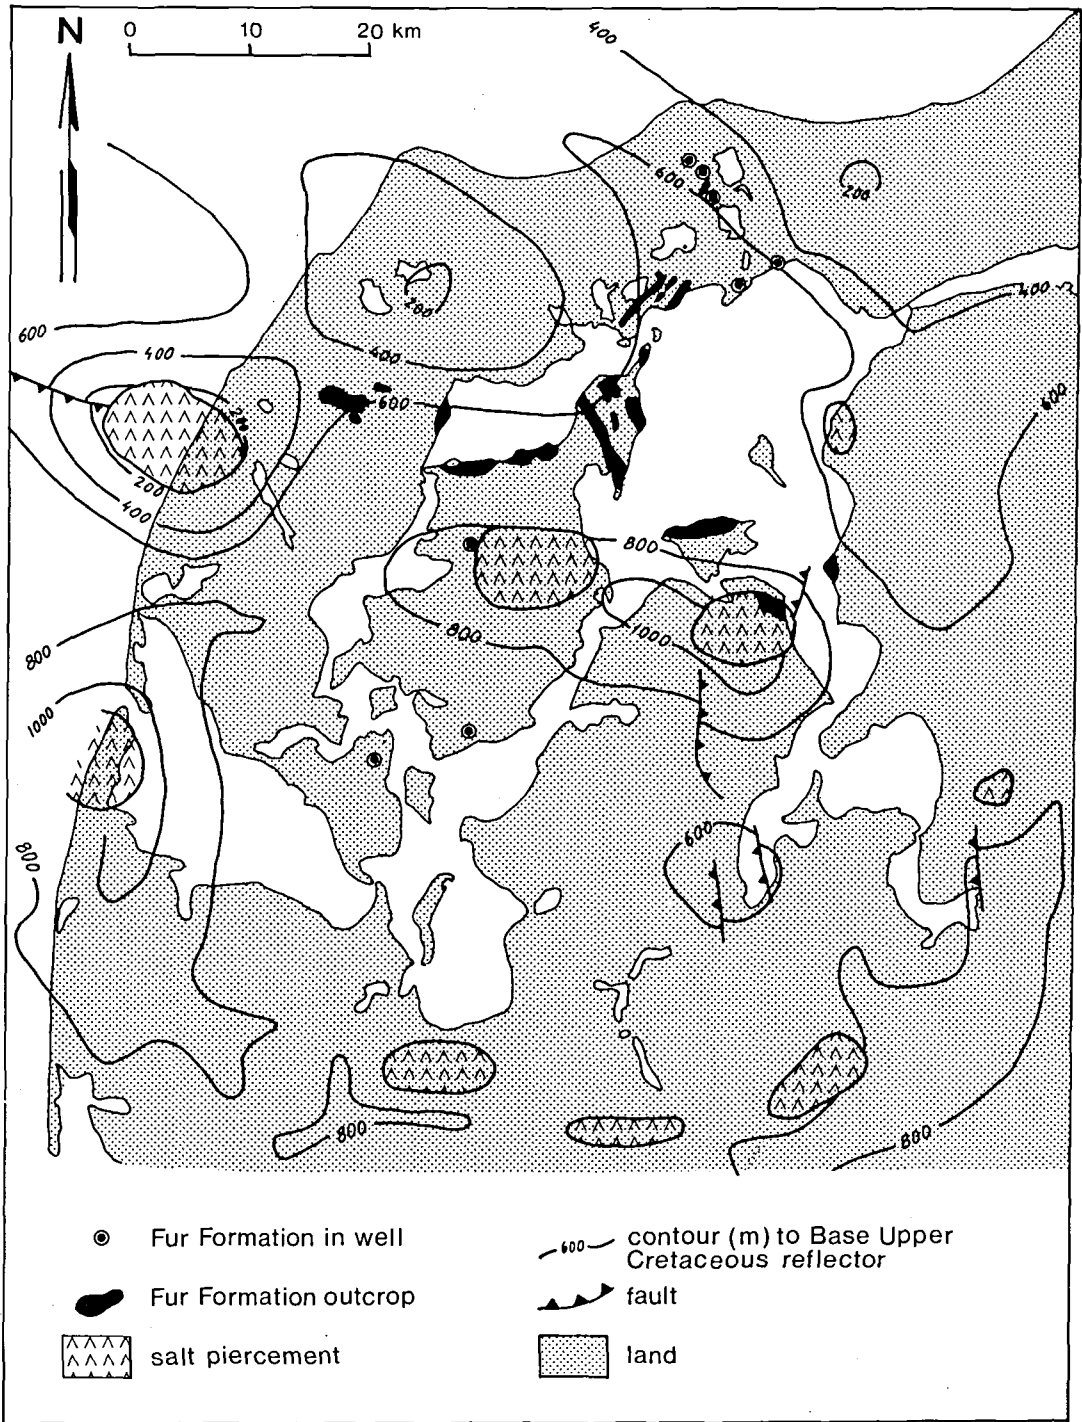 N
0 10 20 km
400
600
200
200
600
400
400
400
600
600
200
200
400
800
800
1000
800
1000
800
600
800
800
Fur Formation in well
Fur Formation outcrop
salt piercement
600
contour (m) to Base Upper
Cretaceous reflector
fault
land